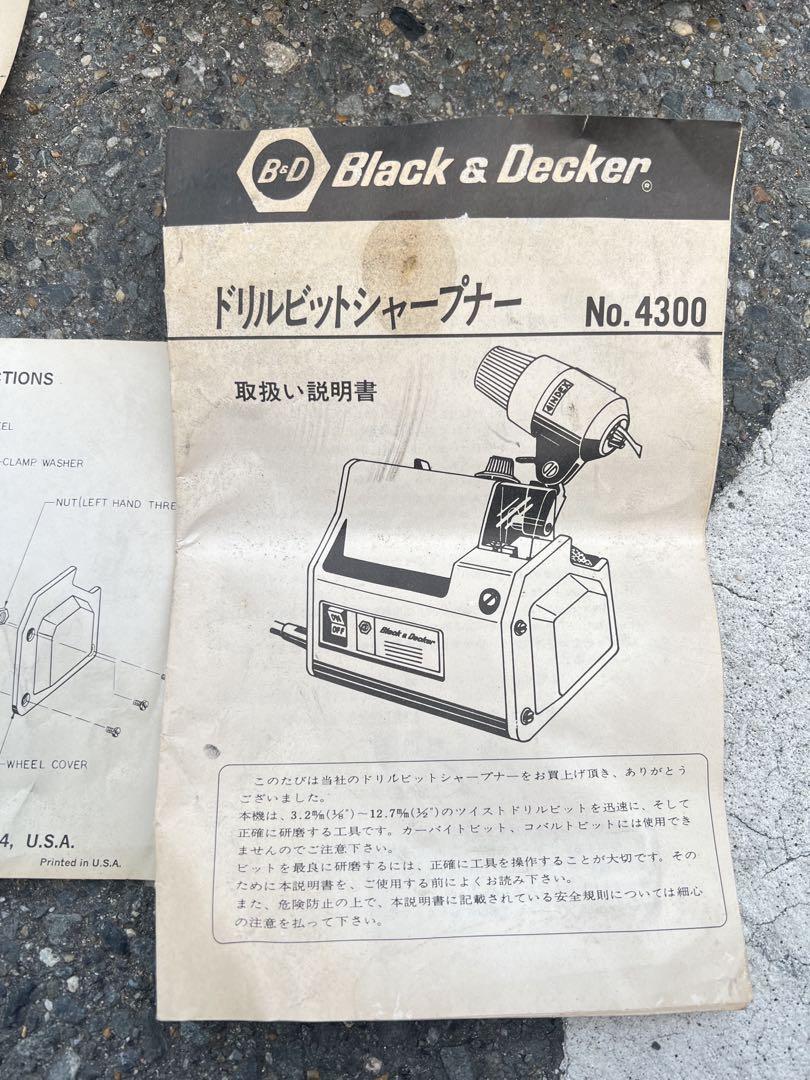 B&D Black & Decker®
ドリルビットシャープナー No.4300
取扱い説明書
4INDEX
ON
OFF
B&D Black & Decker
このたびは当社のドリルビットシャープナーをお買上げ頂き、ありがとう
ございました。
本機は、3.2㎜(⅛")～12.7㎜(½")のツイストドリルビットを迅速に、そして
正確に研磨する工具です。カーバイトビット、コバルトビットには使用でき
ませんのでご注意下さい。
ビットを最良に研磨するには、正確に工具を操作することが大切です。その
ために本説明書を、ご使用する前によくお読み下さい。
また、危険防止の上で、本説明書に記載されている安全規則については細心
の注意を払って下さい。
CTIONS
EEL
CLAMP WASHER
NUT(LEFT HAND THRE
WHEEL COVER
4, U.S.A.
Printed in U.S.A.